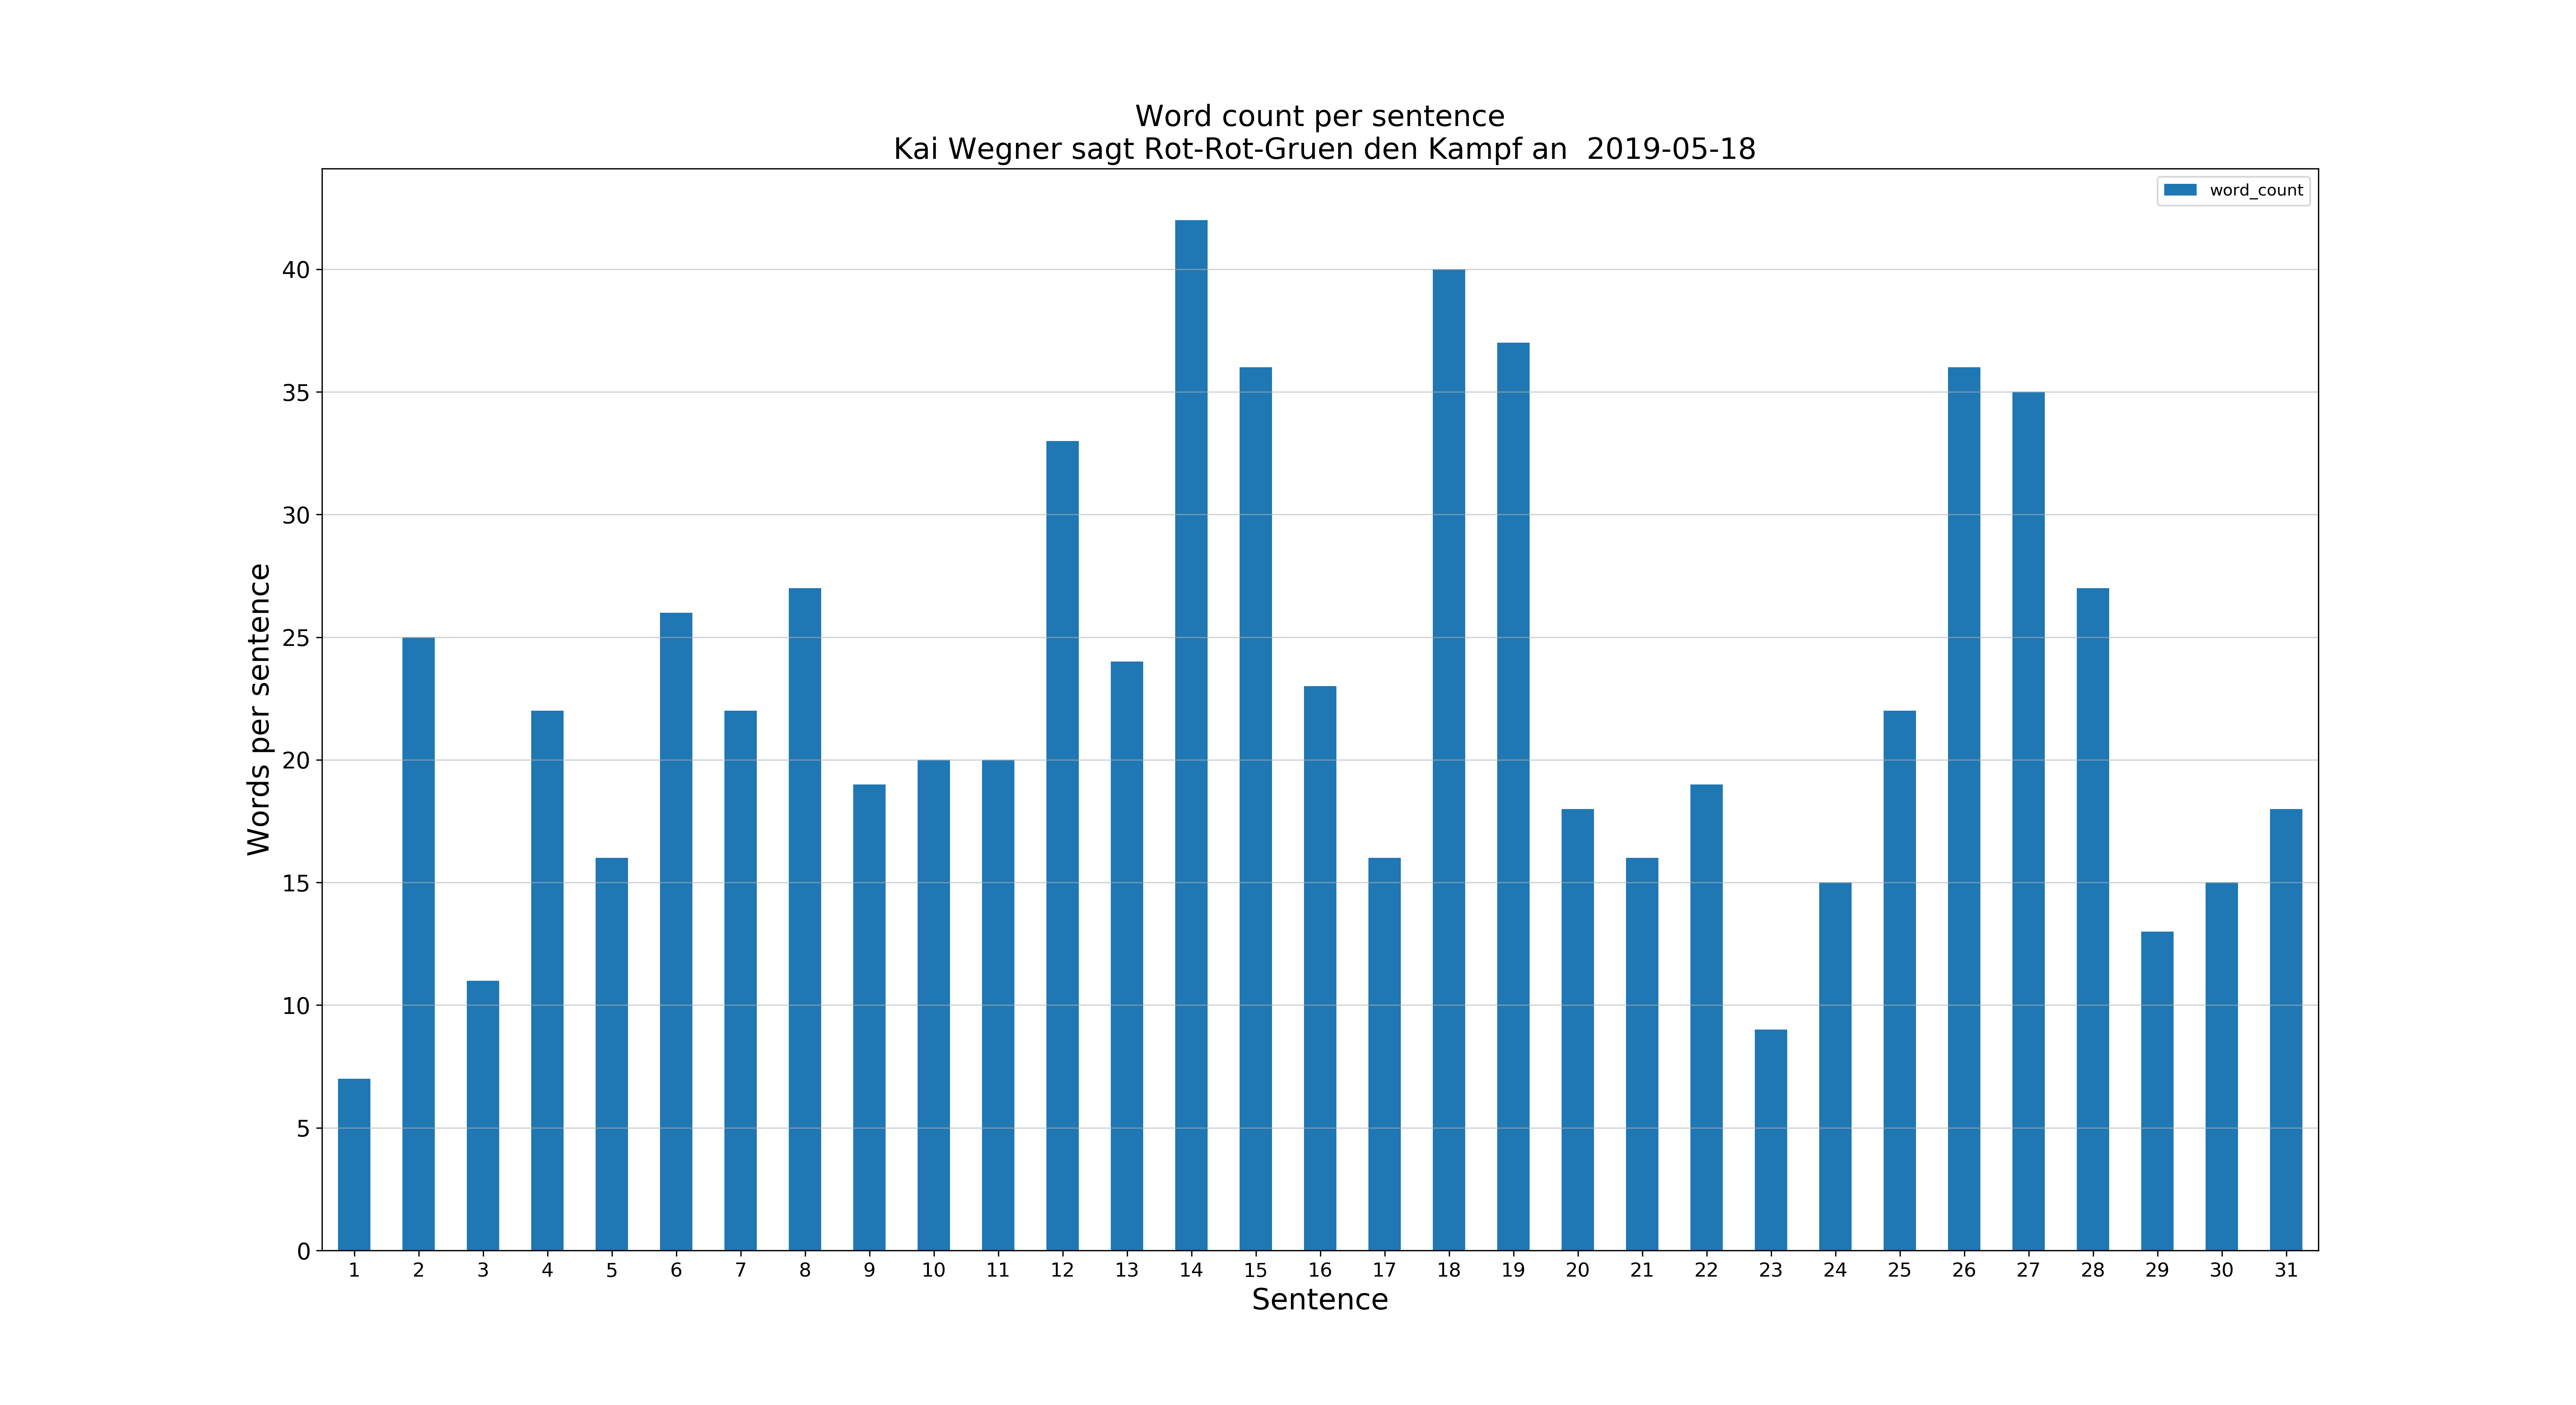 Word count per sentence
Kai Wegner sagt Rot-Rot-Gruen den Kampf an  2019-05-18
word_count
Words per sentence
40
35
30
25
20
15
10
5
0
1 2 3 4 5 6 7 8 9 10 11 12 13 14 15 16 17 18 19 20 21 22 23 24 25 26 27 28 29 30 31
Sentence